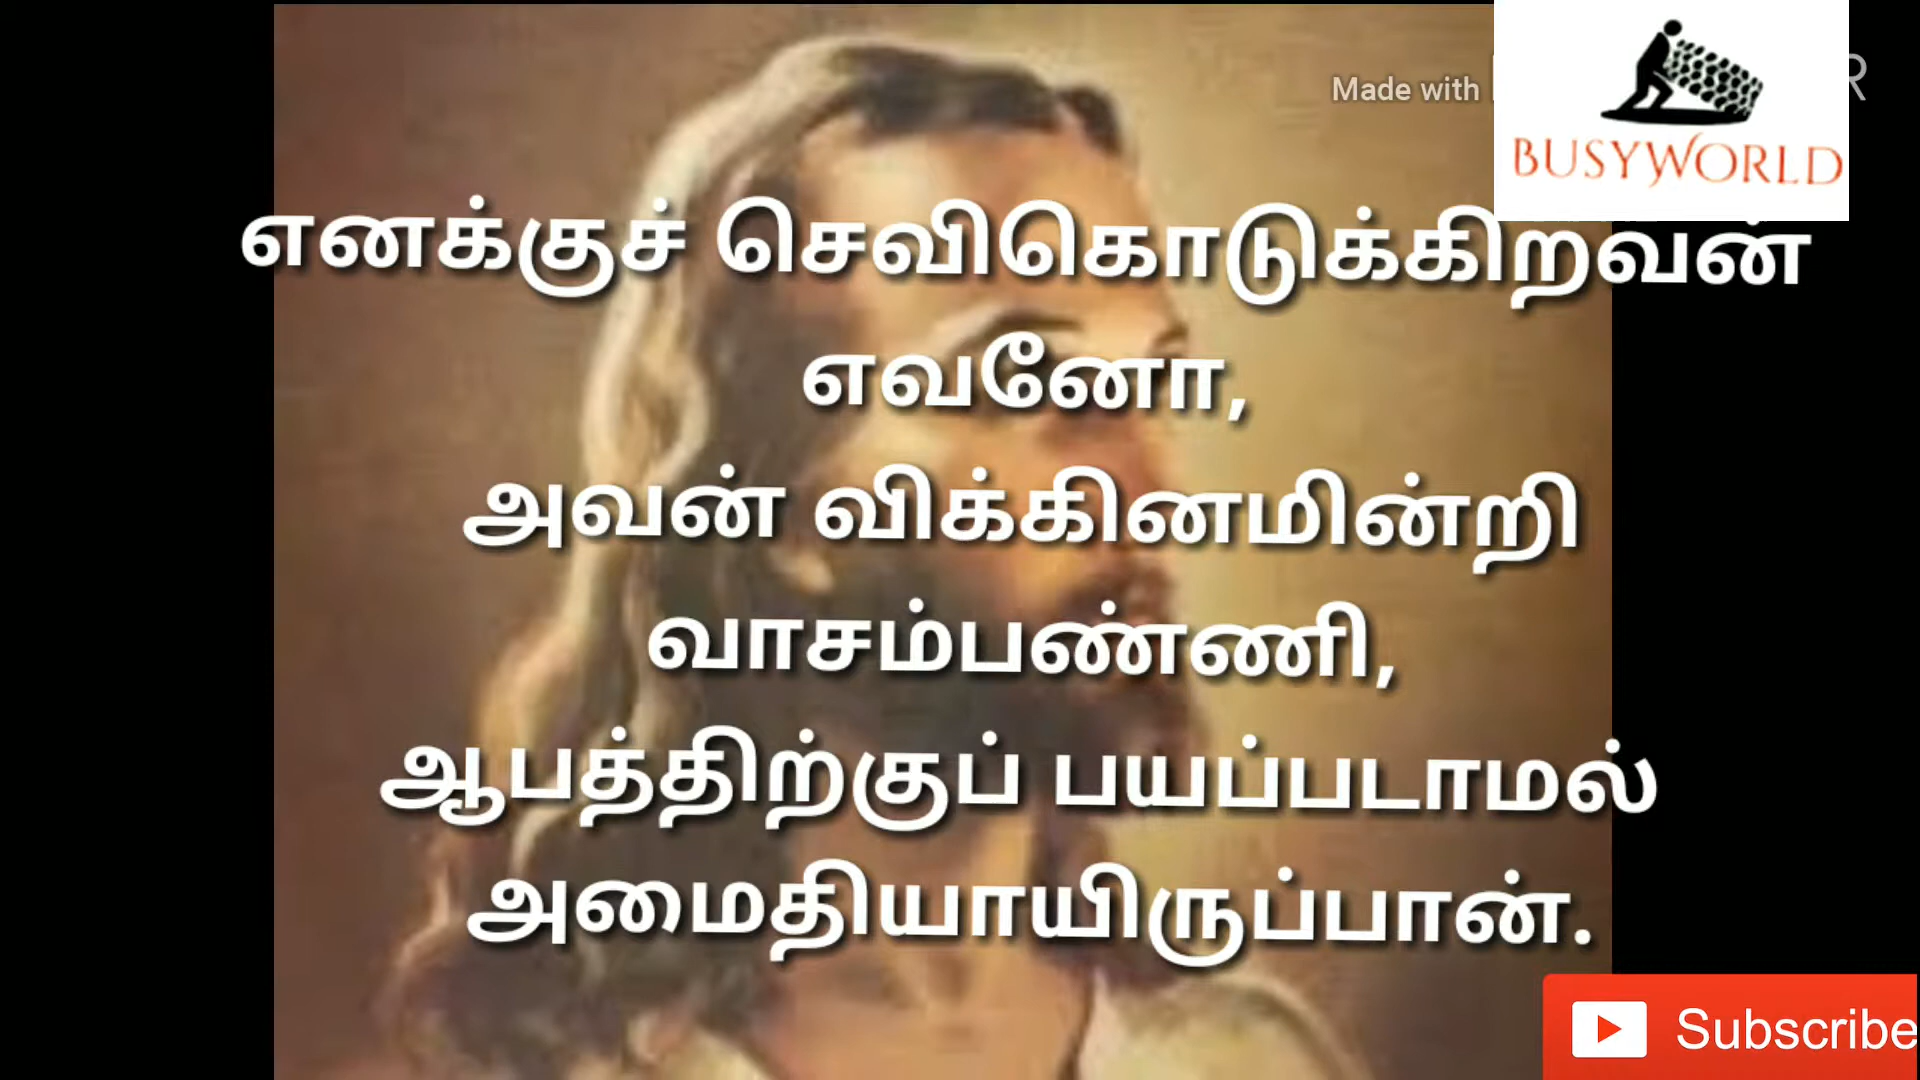 Made with
BUSYWORLD
எனக்குச் செவிகொடுக்கிறவன்
எவனோ,
அவன் விக்கினமின்றி
வாசம்பண்ணி,
ஆபத்திற்குப் பயப்படாமல்
அமைதியாயிருப்பான்.
Subscribe